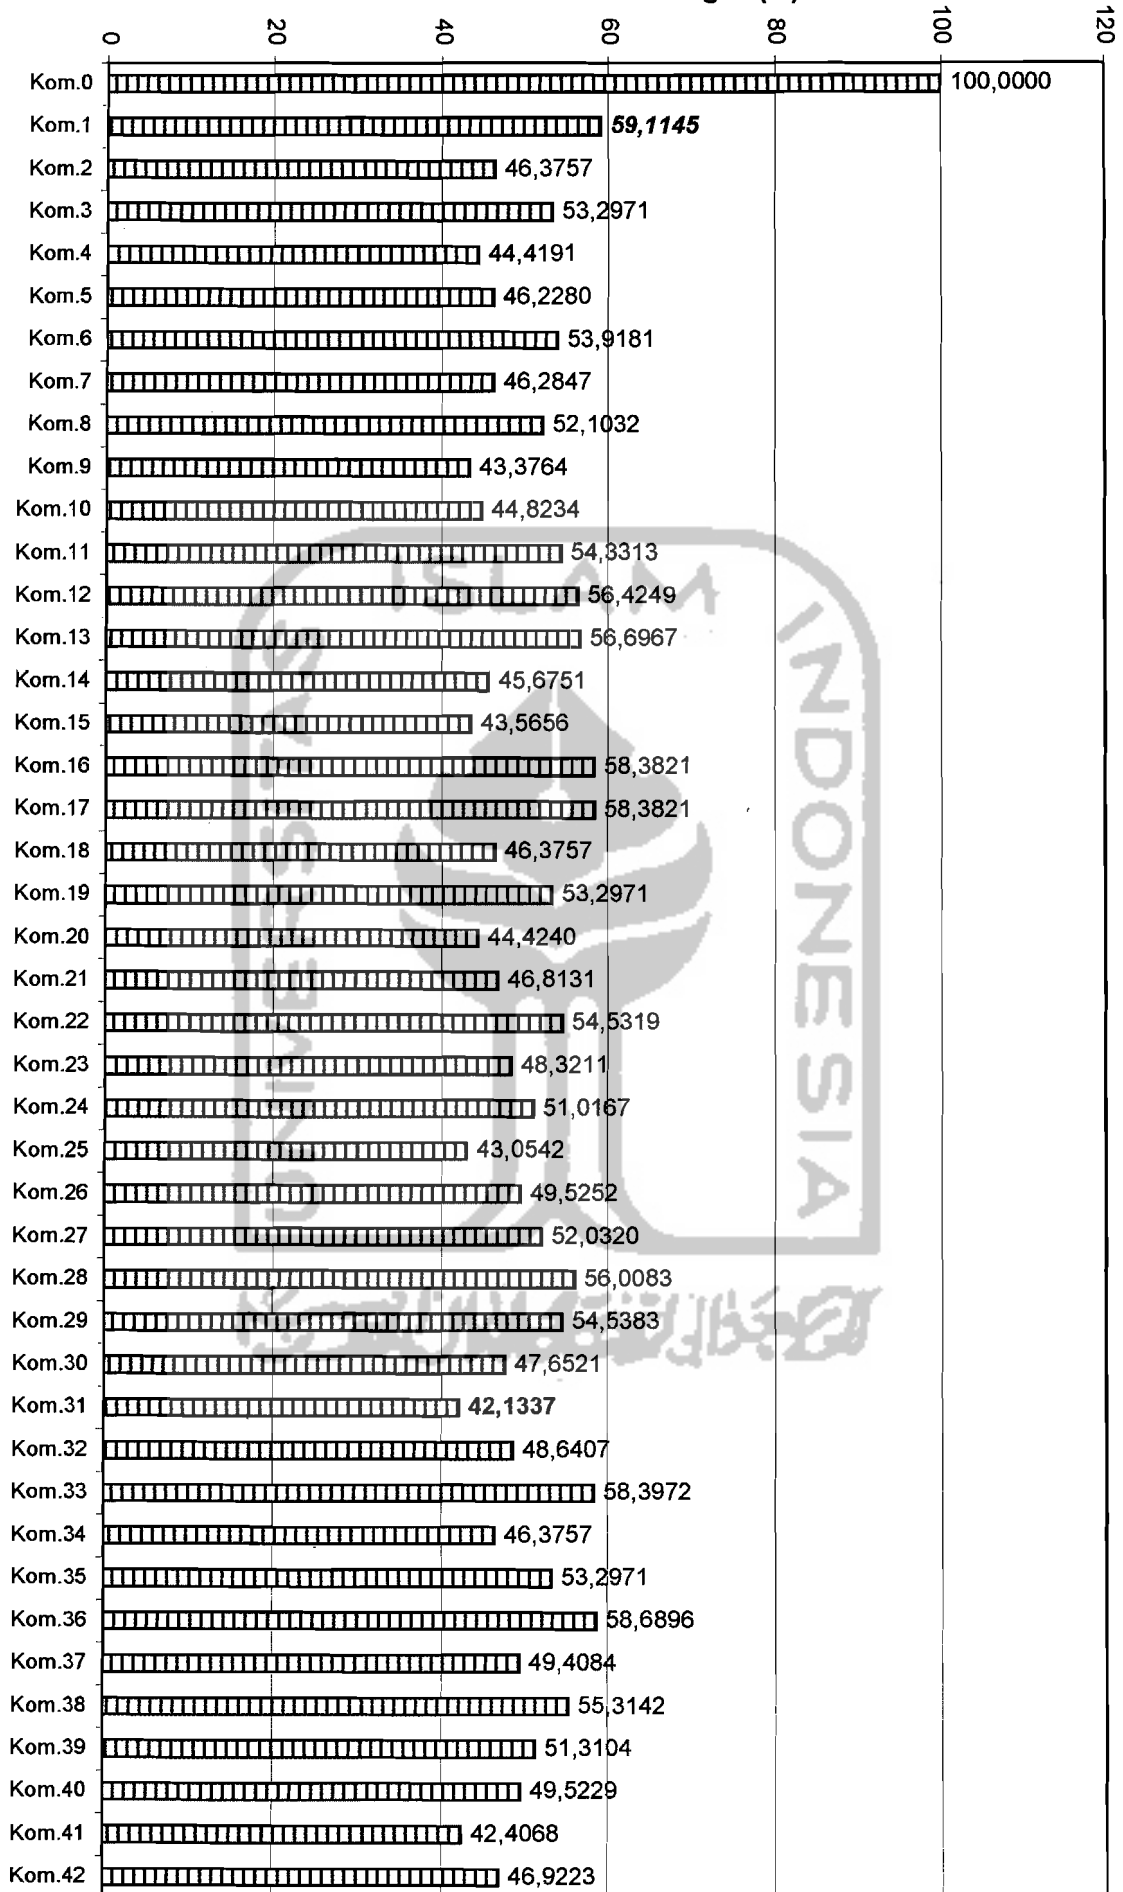 0 20 40 60 80 100 120
Kom.0 100,0000
Kom.1 59,1145
Kom.2 46,3757
Kom.3 53,2971
Kom.4 44,4191
Kom.5 46,2280
Kom.6 53,9181
Kom.7 46,2847
Kom.8 52,1032
Kom.9 43,3764
Kom.10 44,8234
Kom.11 54,3313
Kom.12 56,4249
Kom.13 56,6967
Kom.14 45,6751
Kom.15 43,5656
Kom.16 58,3821
Kom.17 58,3821
Kom.18 46,3757
Kom.19 53,2971
Kom.20 44,4240
Kom.21 46,8131
Kom.22 54,5319
Kom.23 48,3211
Kom.24 51,0167
Kom.25 43,0542
Kom.26 49,5252
Kom.27 52,0320
Kom.28 56,0083
Kom.29 54,5383
Kom.30 47,6521
Kom.31 42,1337
Kom.32 48,6407
Kom.33 58,3972
Kom.34 46,3757
Kom.35 53,2971
Kom.36 58,6896
Kom.37 49,4084
Kom.38 55,3142
Kom.39 51,3104
Kom.40 49,5229
Kom.41 42,4068
Kom.42 46,9223
UNIVERSITAS
ISLAM
INDONESIA